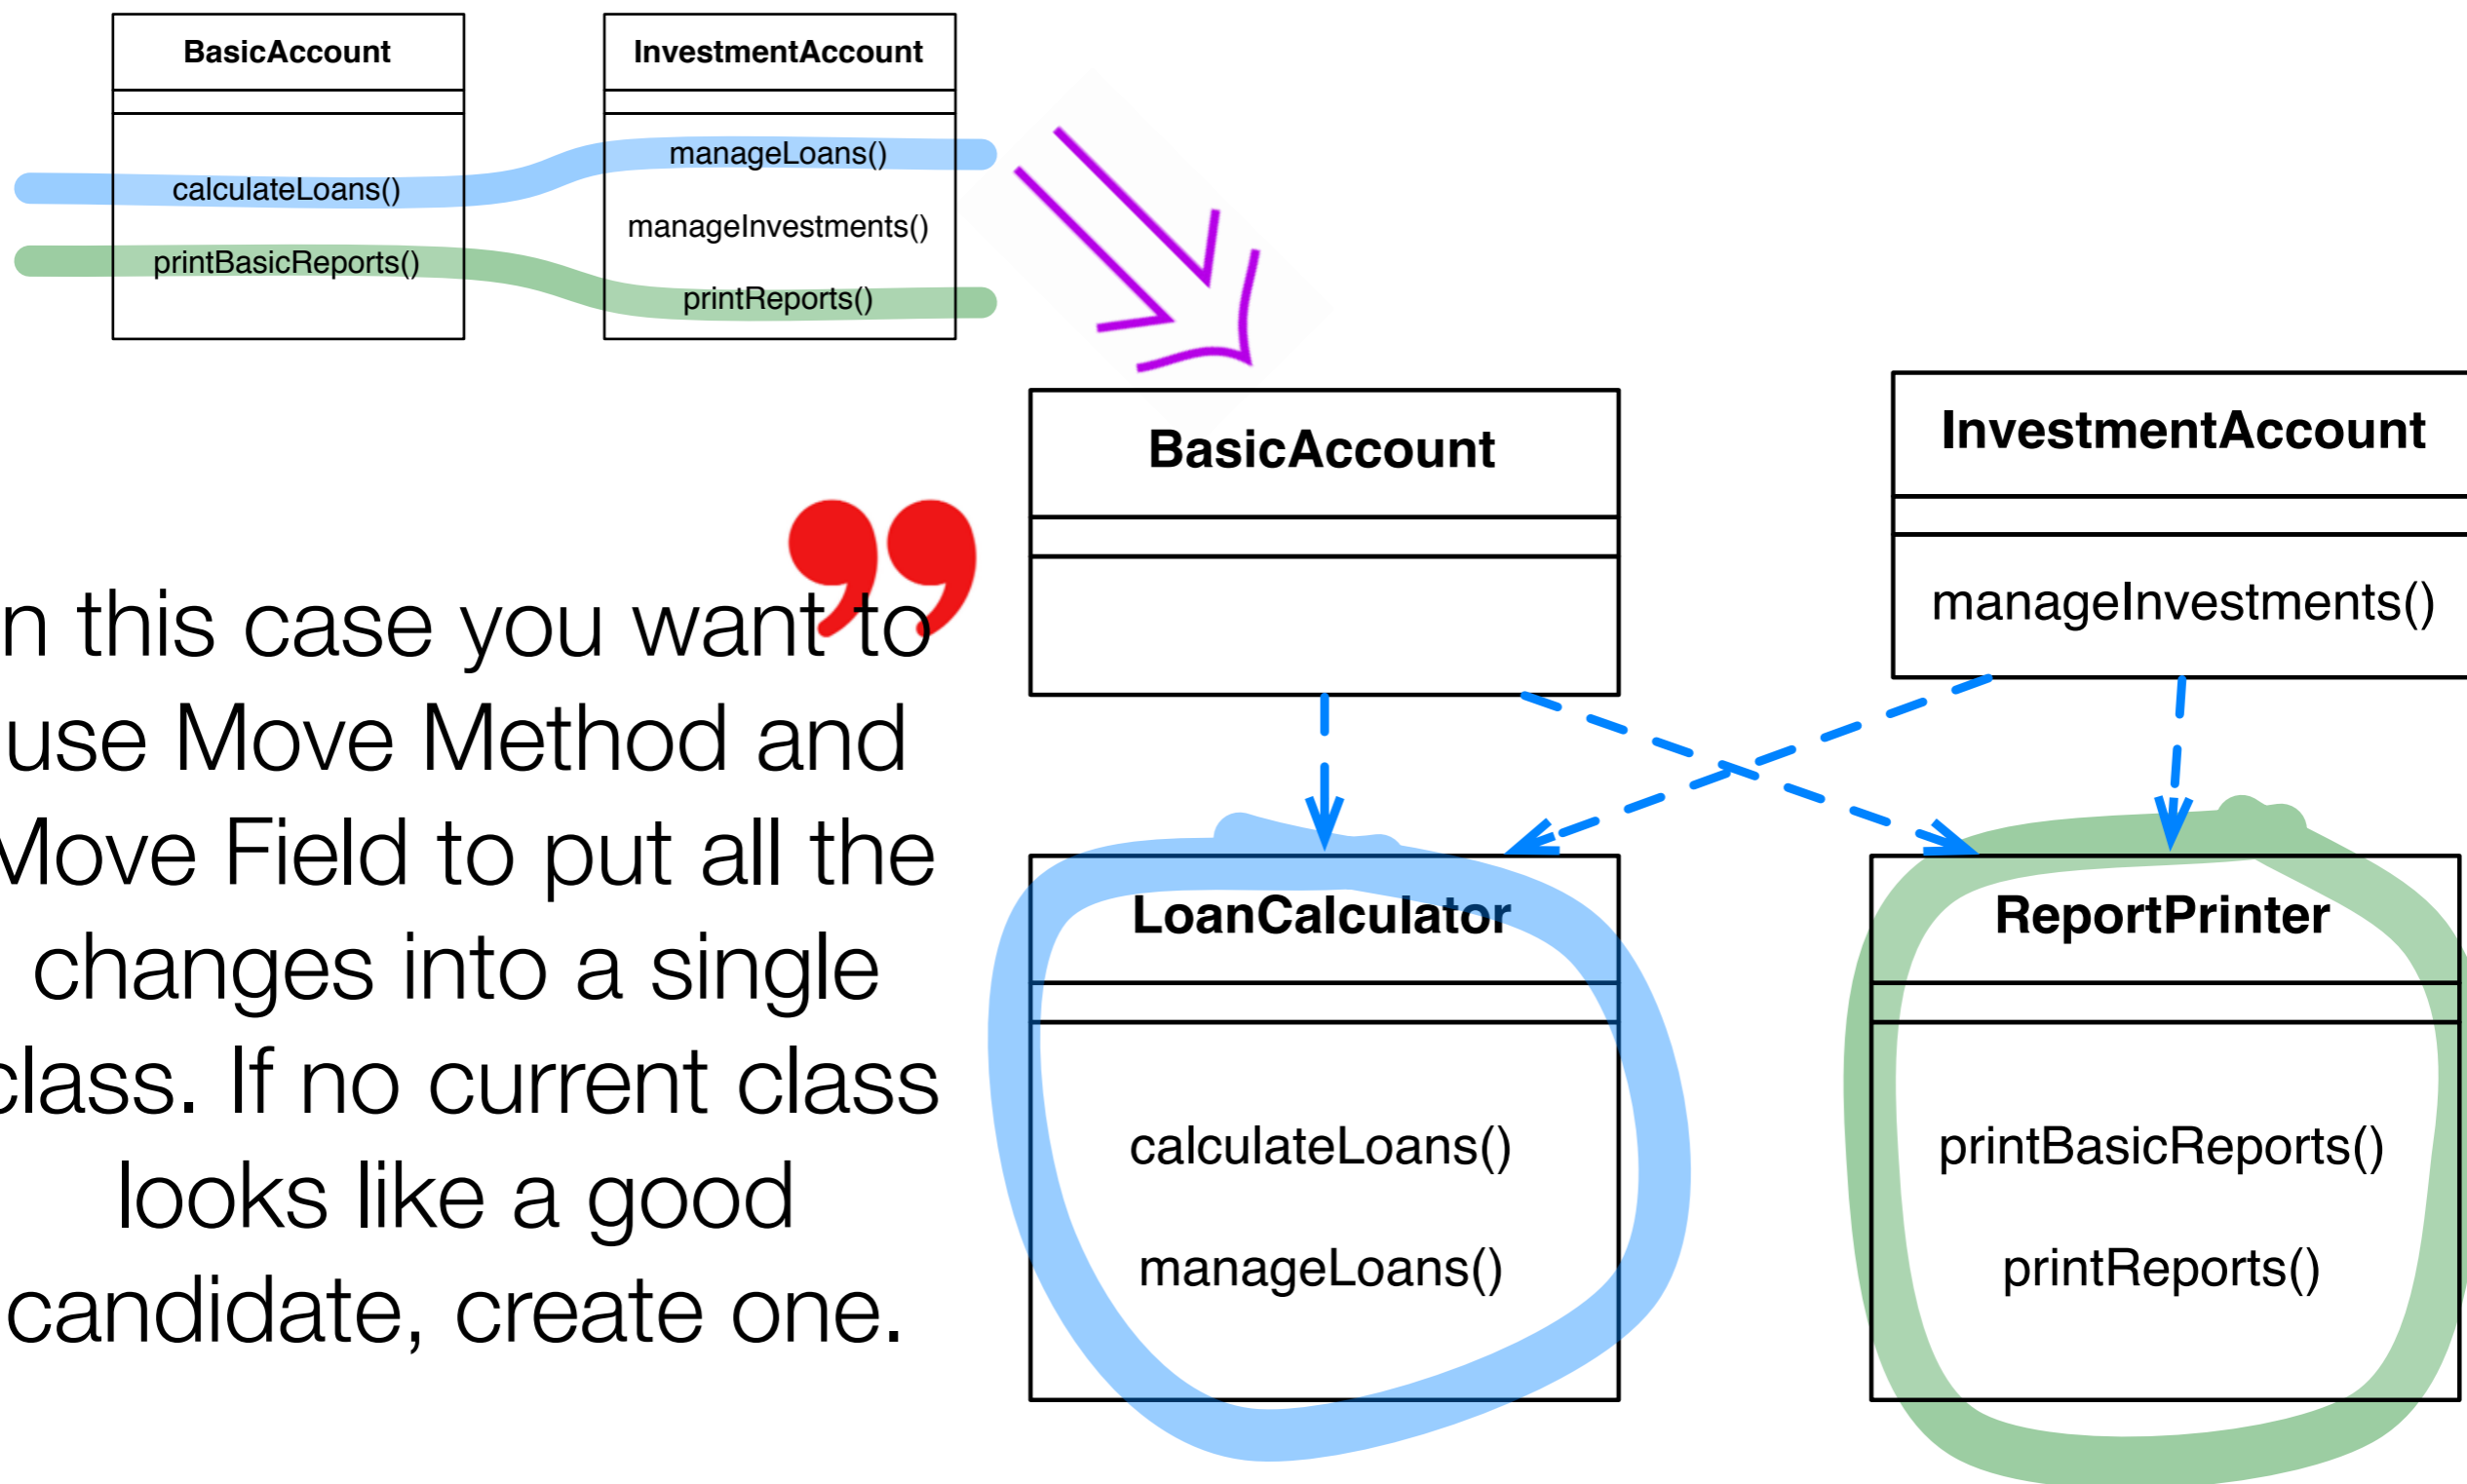 BasicAccount
calculateLoans()
printBasicReports()
InvestmentAccount
manageLoans()
manageInvestments()
printReports()
n this case you want to
use Move Method and
Move Field to put all the
changes into a single
class. If no current class
looks like a good
candidate, create one.
BasicAccount
InvestmentAccount
manageInvestments()
LoanCalculator
calculateLoans()
manageLoans()
ReportPrinter
printBasicReports()
printReports()